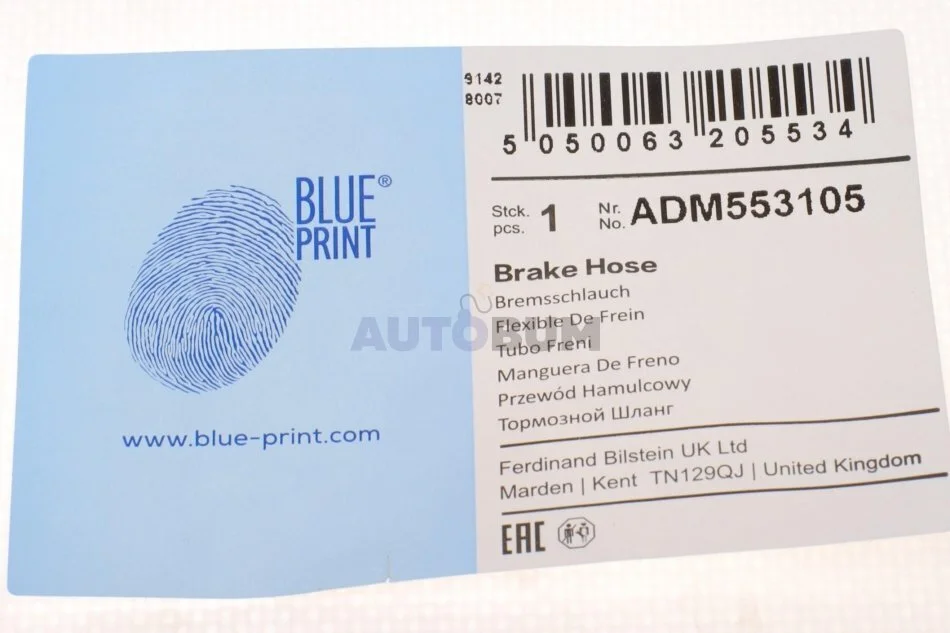 BLUE®
PRINT
www.blue-print.com
9142
8007
5 050063 205534
Stck. 1 Nr. ADM553105
pcs. No.
Brake Hose
Bremsschlauch
Flexible De Frein
AUTOBUM
Tubo Freni
Manguera De Freno
Przewód Hamulcowy
Тормозной Шланг
Ferdinand Bilstein UK Ltd
Marden | Kent TN129QJ | United Kingdom
EAC